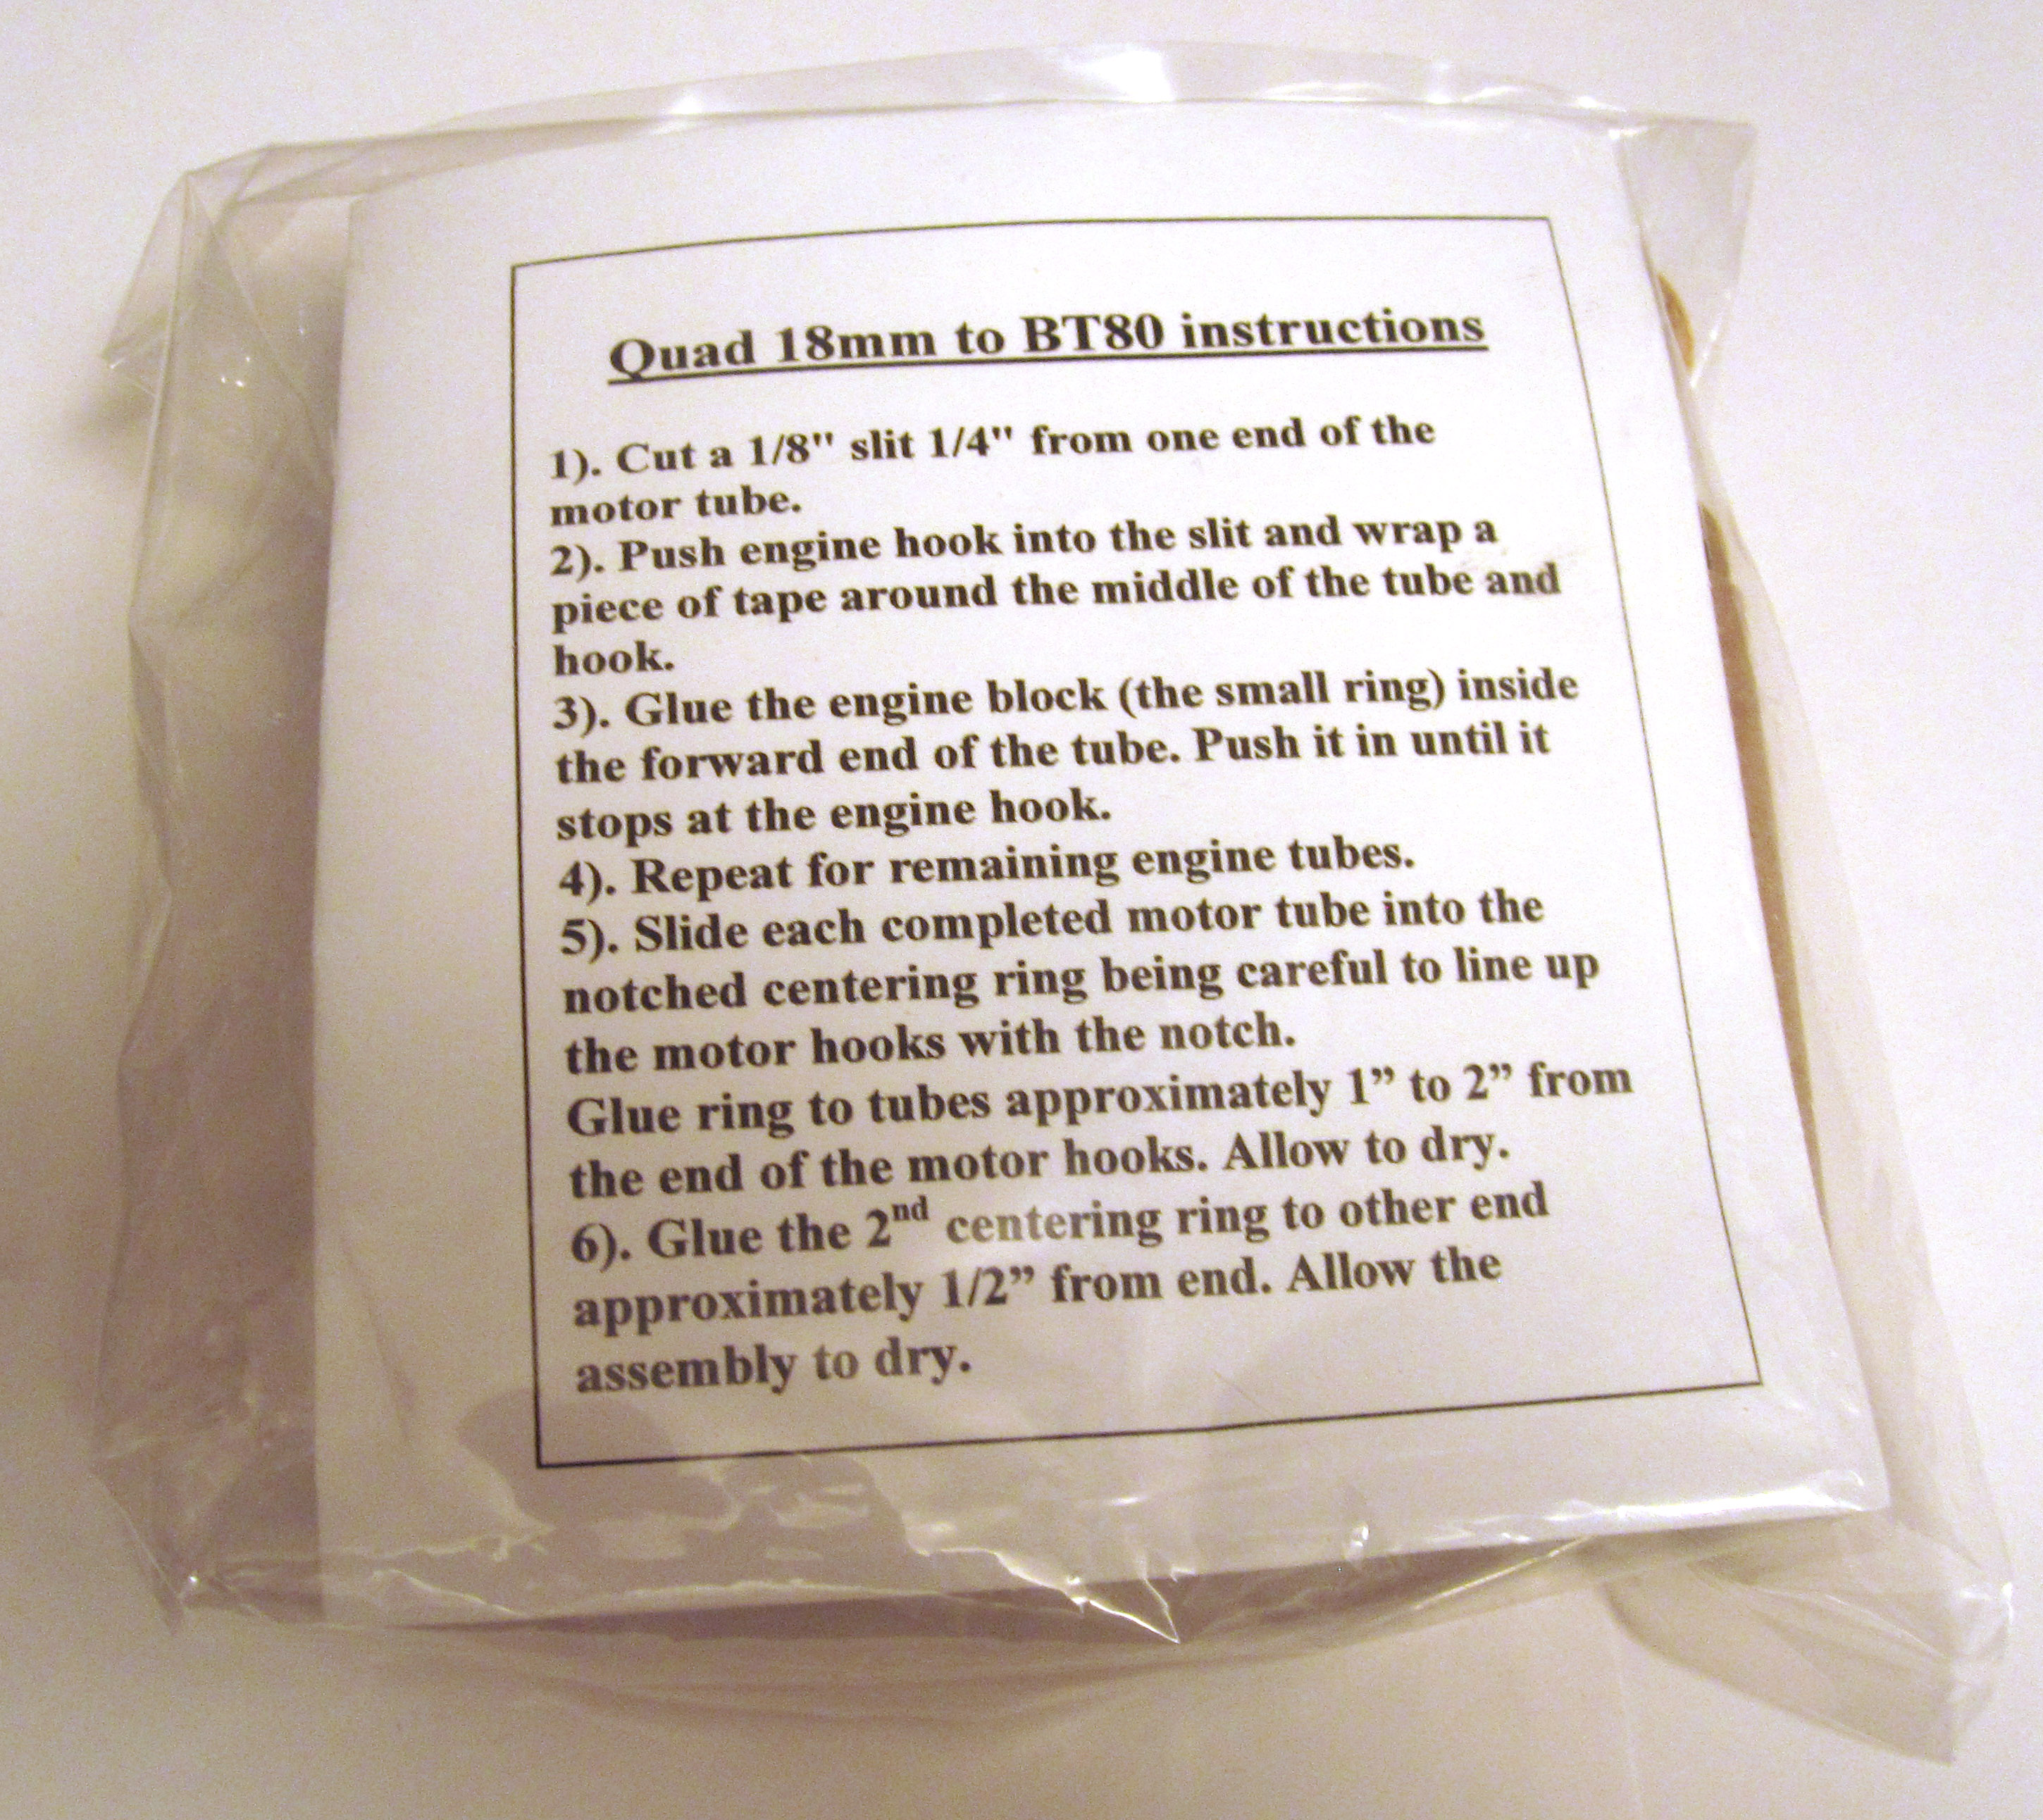 Quad 18mm to BT80 instructions
1). Cut a 1/8" slit 1/4" from one end of the
motor tube.
2). Push engine hook into the slit and wrap a
piece of tape around the middle of the tube and
hook.
3). Glue the engine block (the small ring) inside
the forward end of the tube. Push it in until it
stops at the engine hook.
4). Repeat for remaining engine tubes.
5). Slide each completed motor tube into the
notched centering ring being careful to line up
the motor hooks with the notch.
Glue ring to tubes approximately 1” to 2” from
the end of the motor hooks. Allow to dry.
6). Glue the 2nd centering ring to other end
approximately 1/2” from end. Allow the
assembly to dry.